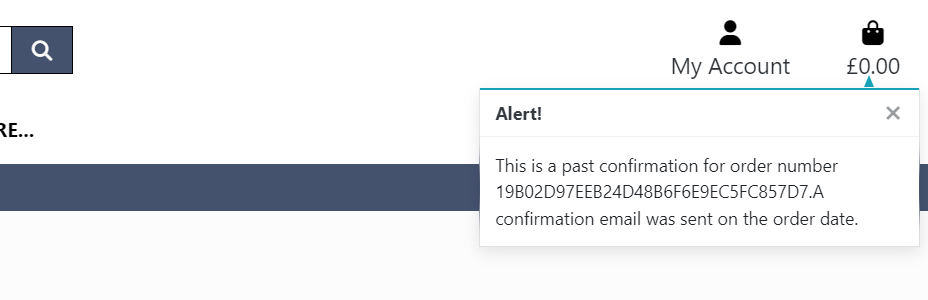 My Account
£0.00
Alert!
RE...
This is a past confirmation for order number
19B02D97EEB24D48B6F6E9EC5FC857D7.A
confirmation email was sent on the order date.